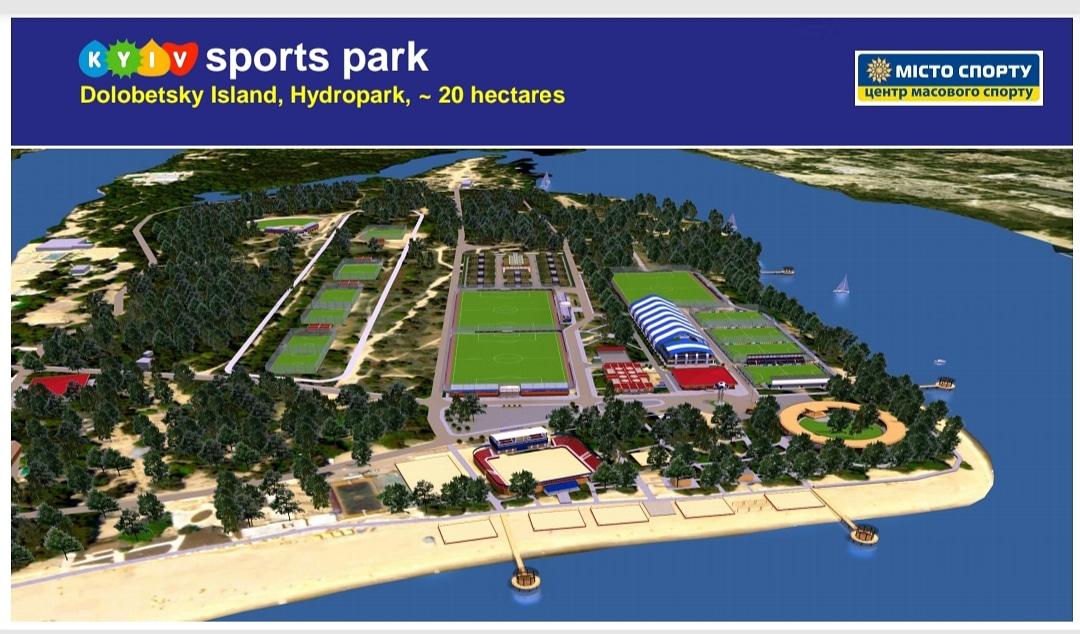 KYIV sports park
Dolobetsky Island, Hydropark, ~ 20 hectares
МІСТО СПОРТУ
центр масового спорту